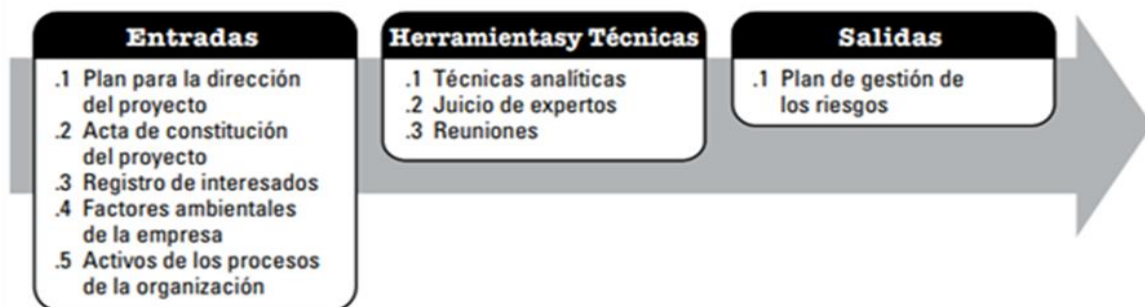 Entradas
.1 Plan para la dirección
del proyecto
.2 Acta de constitución
del proyecto
.3 Registro de interesados
.4 Factores ambientales
de la empresa
.5 Activos de los procesos
de la organización
Herramientasy Técnicas
.1 Técnicas analíticas
.2 Juicio de expertos
.3 Reuniones
Salidas
.1 Plan de gestión de
los riesgos